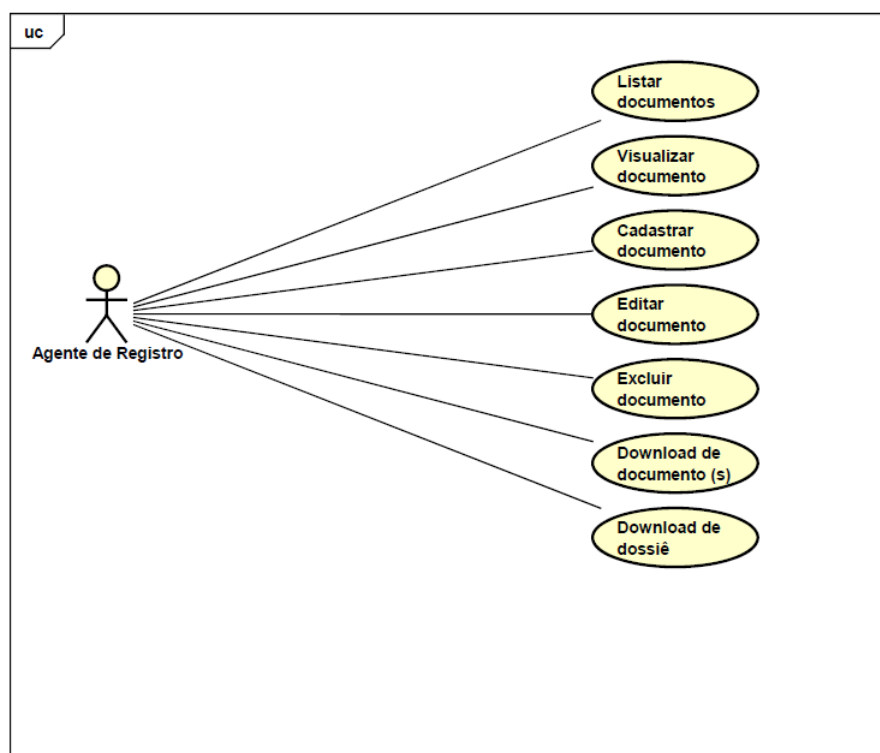 uc
Listar
documentos
Visualizar
documento
Cadastrar
documento
Editar
documento
Excluir
documento
Download de
documento (s)
Download de
dossiê
Agente de Registro